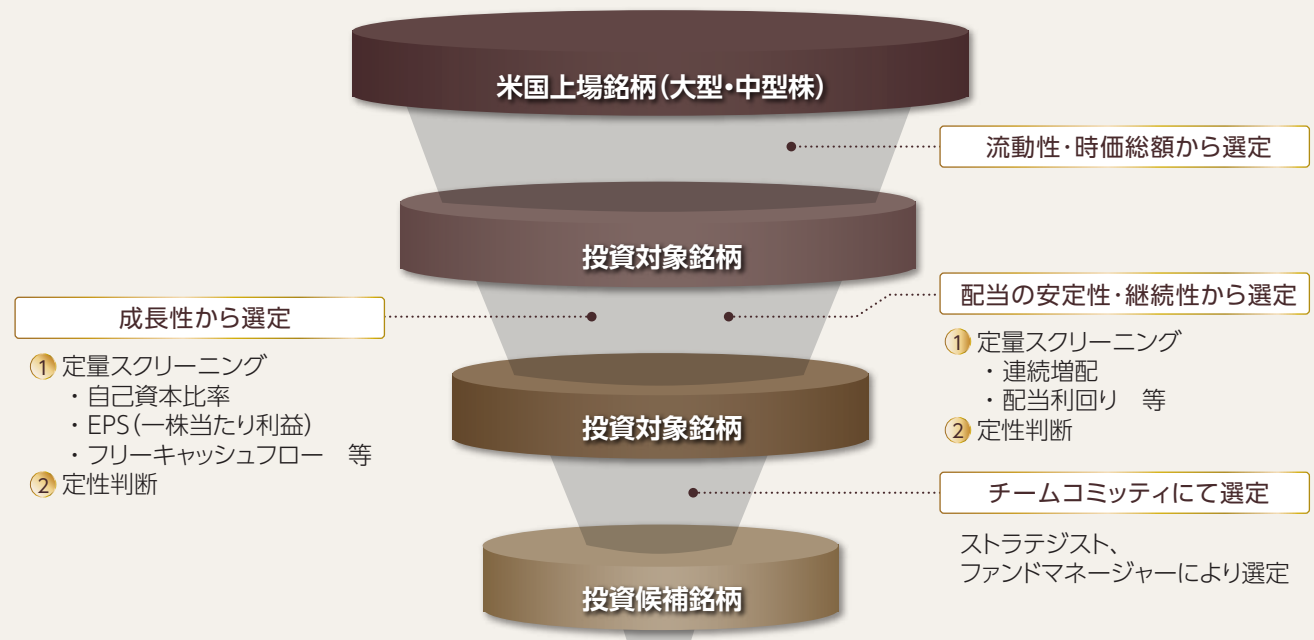 米国上場銘柄（大型・中型株）
流動性・時価総額から選定
投資対象銘柄
成長性から選定
① 定量スクリーニング
・ 自己資本比率
・ EPS（一株当たり利益）
・ フリーキャッシュフロー　等
② 定性判断
配当の安定性・継続性から選定
① 定量スクリーニング
・ 連続増配
・ 配当利回り　等
② 定性判断
投資対象銘柄
チームコミッティにて選定
ストラテジスト、
ファンドマネージャーにより選定
投資候補銘柄